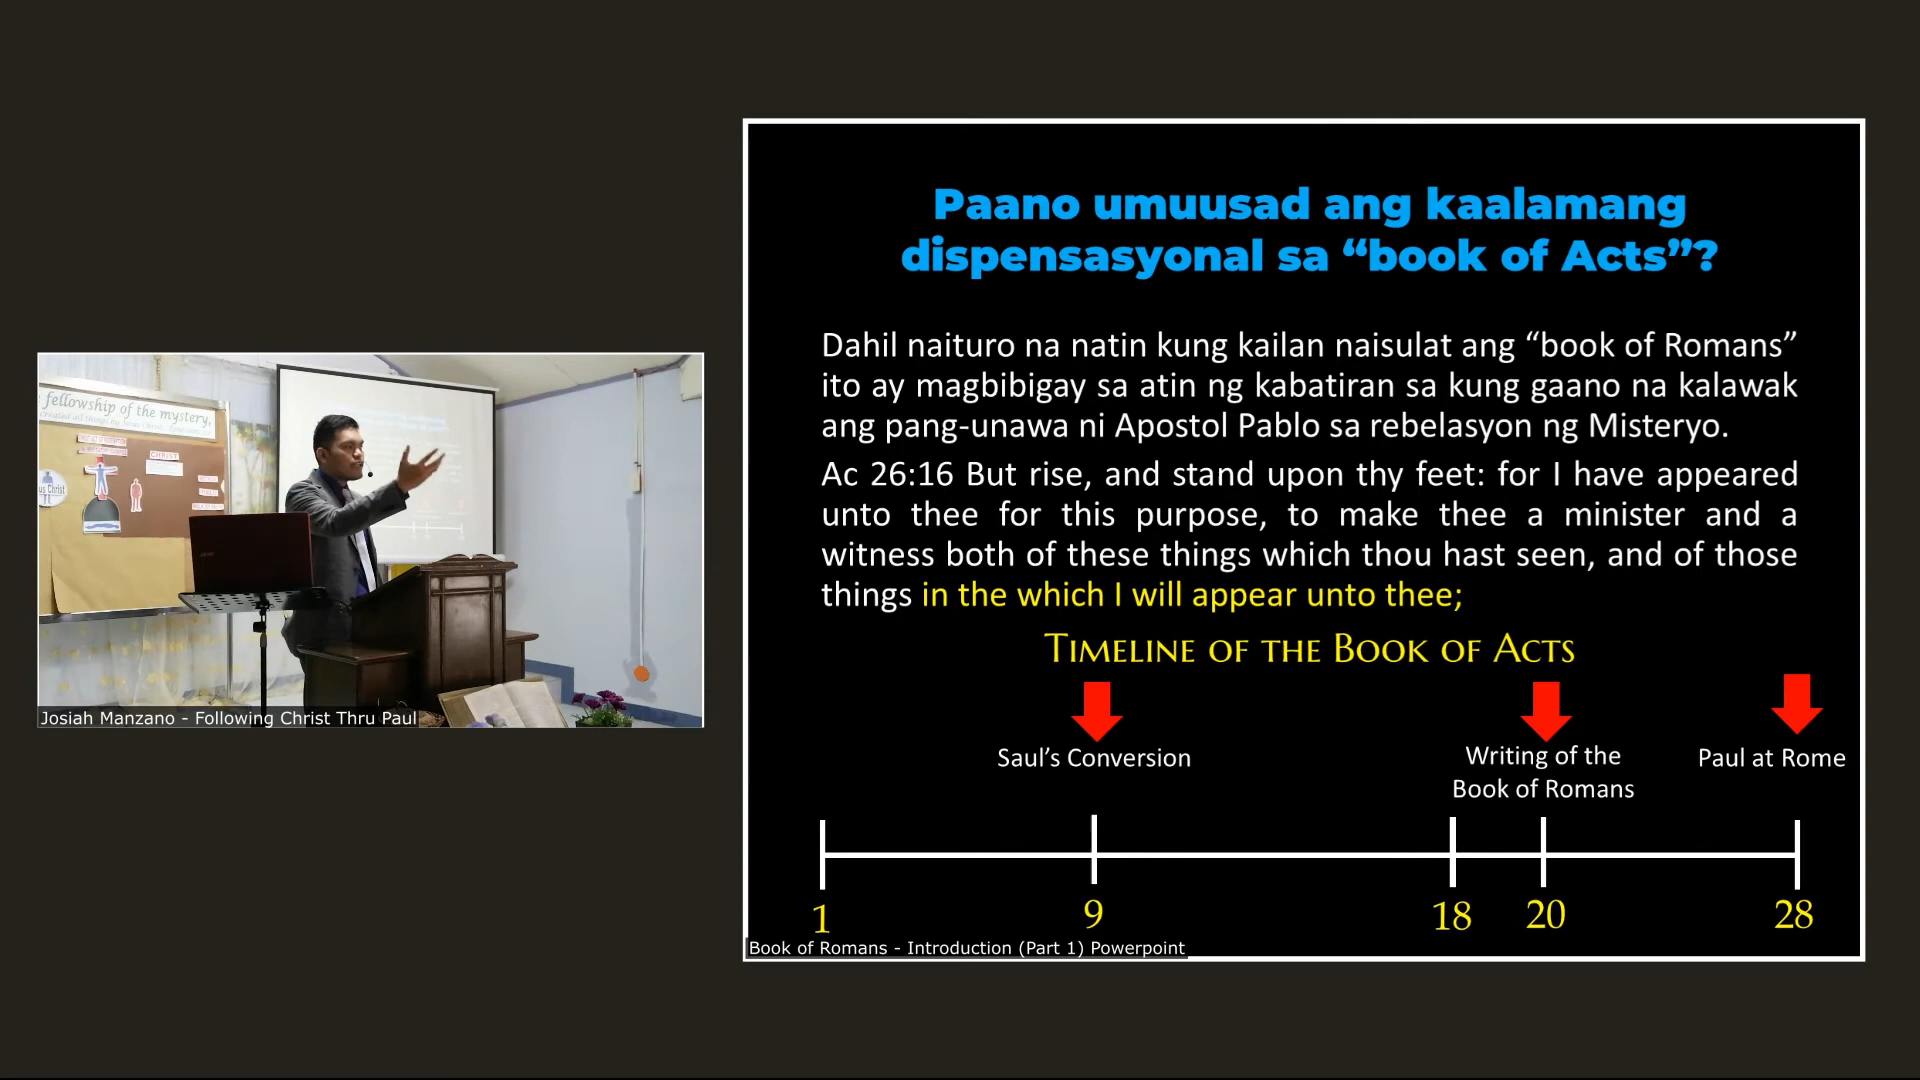 fellowship of the mystery,
CHRIST
us Christ
Josiah Manzano - Following Christ Thru Paul
Paano umuusad ang kaalamang
dispensasyonal sa “book of Acts”?
Dahil naituro na natin kung kailan naisulat ang “book of Romans”
ito ay magbibigay sa atin ng kabatiran sa kung gaano na kalawak
ang pang-unawa ni Apostol Pablo sa rebelasyon ng Misteryo.
Ac 26:16 But rise, and stand upon thy feet: for I have appeared
unto thee for this purpose, to make thee a minister and a
witness both of these things which thou hast seen, and of those
things in the which I will appear unto thee;
Timeline of the Book of Acts
Saul’s Conversion
Writing of the
Book of Romans
Paul at Rome
1 9 18 20 28
Book of Romans - Introduction (Part 1) Powerpoint